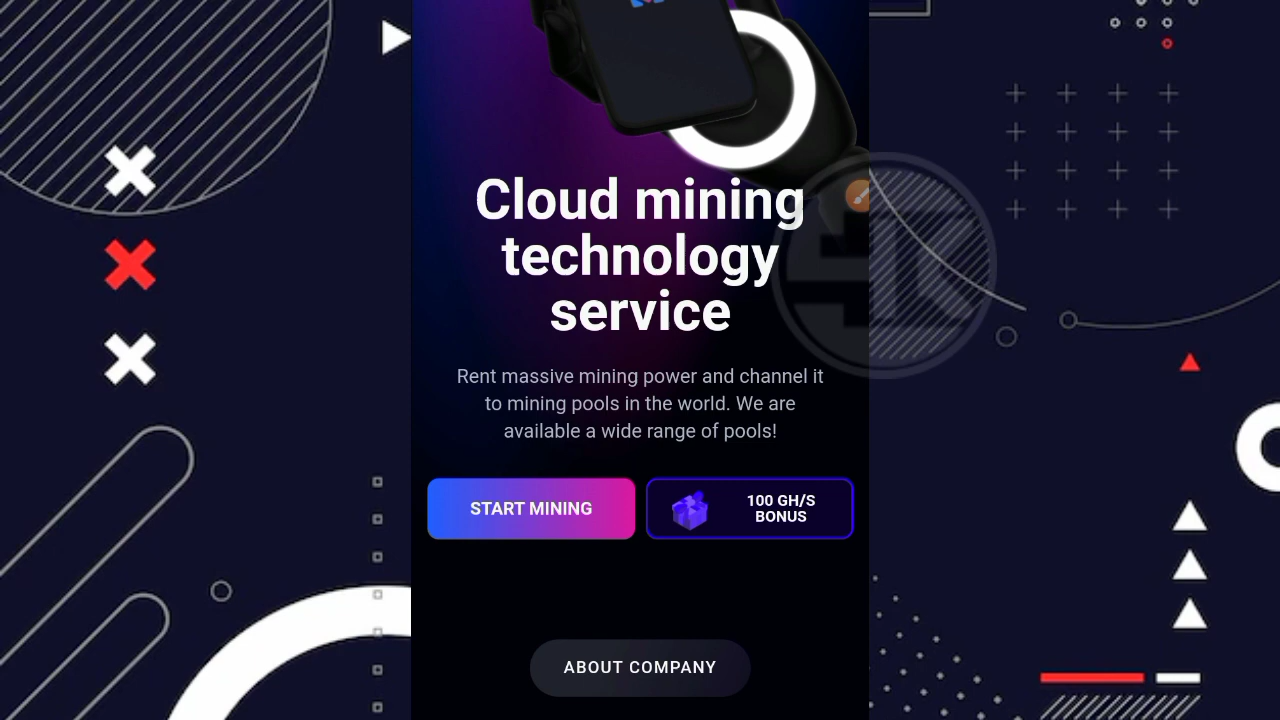 Cloud mining
technology
service
Rent massive mining power and channel it
to mining pools in the world. We are
available a wide range of pools!
START MINING
100 GH/S
BONUS
ABOUT COMPANY